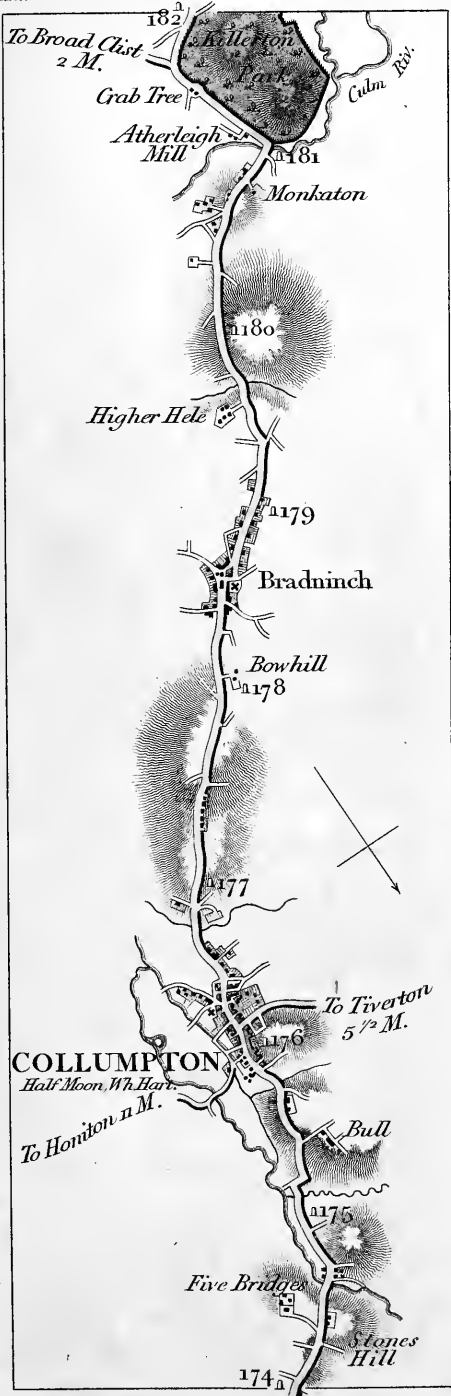 182
Killerton
Park
To Broad Clist
2 M.
Culm Riv.
Crab Tree
Atherleigh
Mill
181
Monkaton
180
Higher Hele
179
Bradninch
Bowhill
178
177
To Tiverton
5 1/2 M.
176
COLLUMPTON
Half Moon, Wh. Hart.
To Honiton 11 M.
Bull
175
Five Bridges
Stones
Hill
174